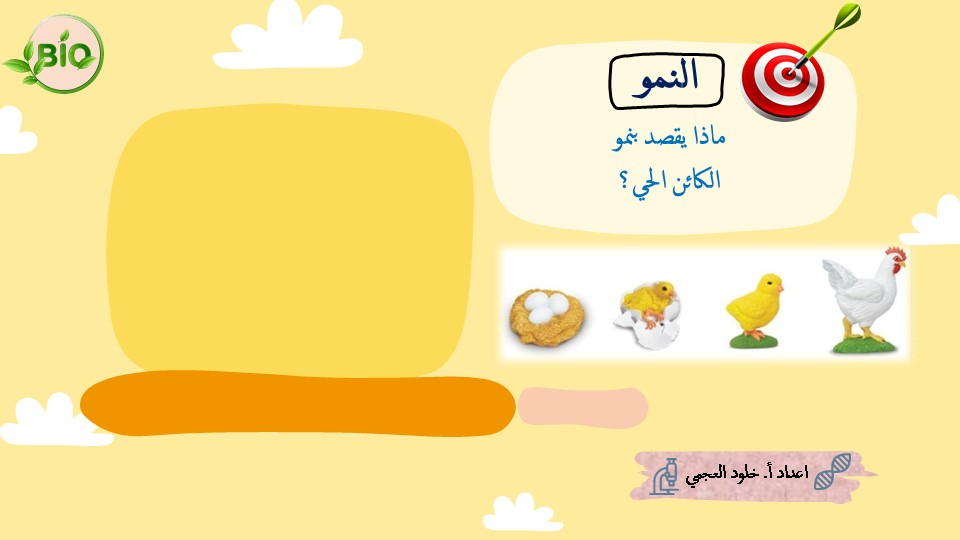 BIO
النمو
ماذا يقصد بنمو
الكائن الحي ؟
اعداد أ. خلود العجمي